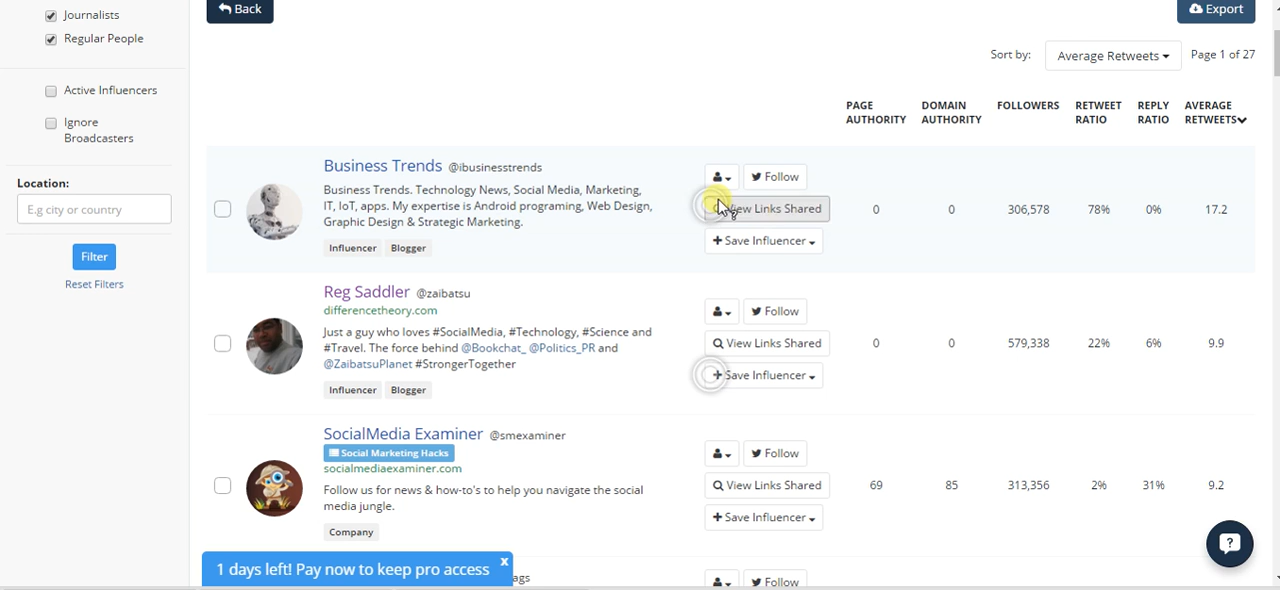 Journalists
Regular People
Active Influencers
Ignore
Broadcasters
Location:
E.g city or country
Filter
Reset Filters
Back
Export
Sort by:
Average Retweets
Page 1 of 27
PAGE
AUTHORITY
DOMAIN
AUTHORITY
FOLLOWERS
RETWEET
RATIO
REPLY
RATIO
AVERAGE
RETWEETS
Business Trends @ibusinesstrends
Business Trends. Technology News, Social Media, Marketing,
IT, IoT, apps. My expertise is Android programing, Web Design,
Graphic Design & Strategic Marketing.
Influencer Blogger
Follow
View Links Shared
Save Influencer
0 0 306,578 78% 0% 17.2
Reg Saddler @zaibatsu
differencetheory.com
Just a guy who loves #SocialMedia, #Technology, #Science and
#Travel. The force behind @Bookchat_ @Politics_PR and
@ZaibatsuPlanet #StrongerTogether
Influencer Blogger
Follow
View Links Shared
Save Influencer
0 0 579,338 22% 6% 9.9
SocialMedia Examiner @smexaminer
Social Marketing Hacks
socialmediaexaminer.com
Follow us for news & how-to's to help you navigate the social
media jungle.
Company
Follow
View Links Shared
Save Influencer
69 85 313,356 2% 31% 9.2
1 days left! Pay now to keep pro access
x
Follow